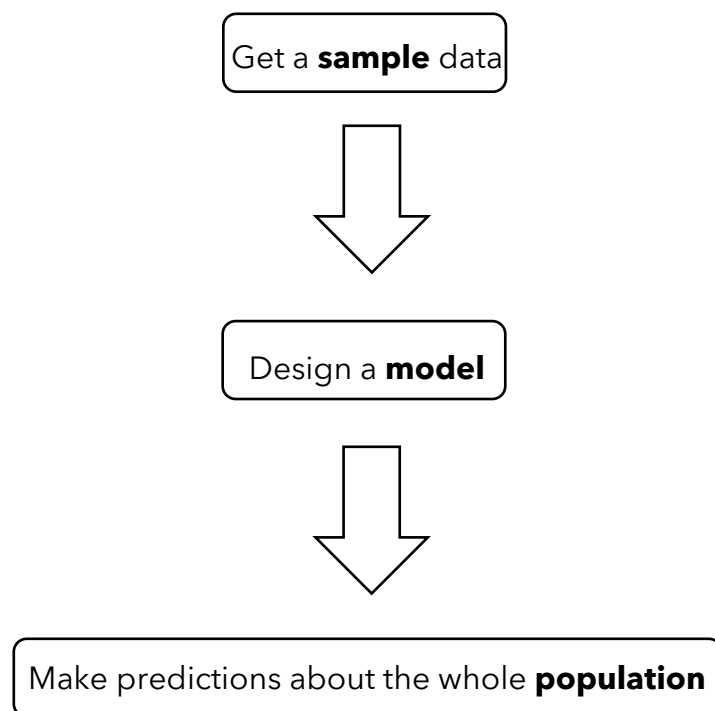 Get a sample data
Design a model
Make predictions about the whole population